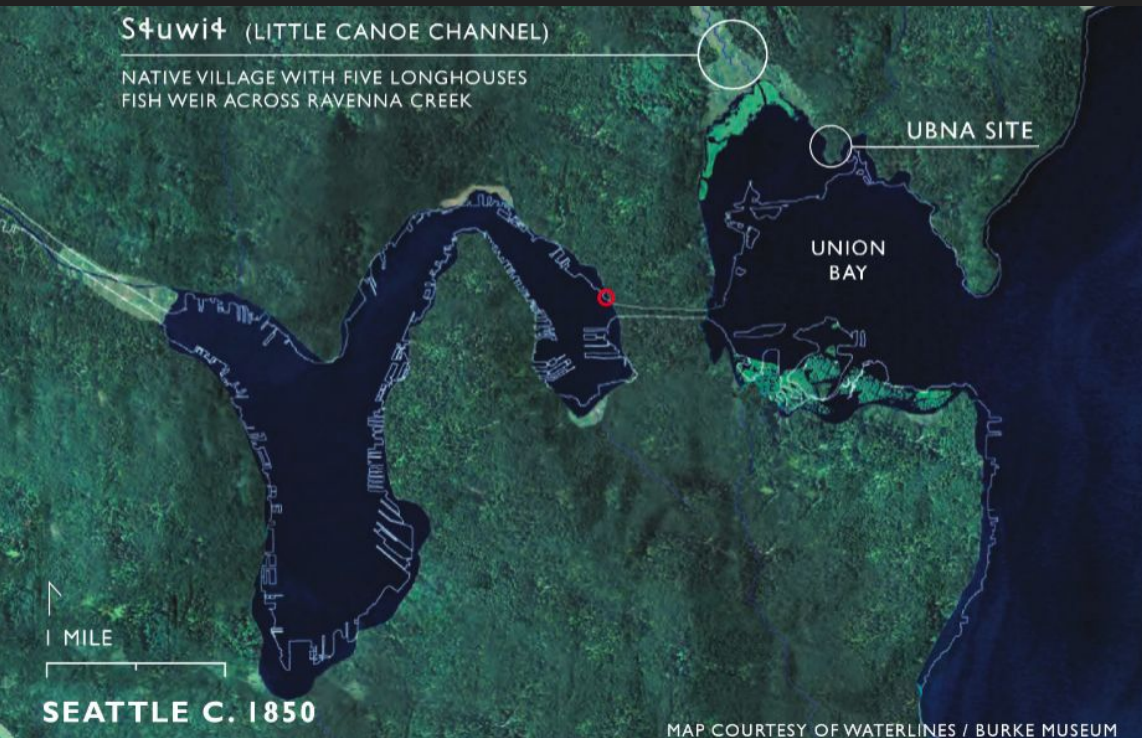 Sɬuwiɬ (LITTLE CANOE CHANNEL)
NATIVE VILLAGE WITH FIVE LONGHOUSES
FISH WEIR ACROSS RAVENNA CREEK
UBNA SITE
UNION
BAY
1 MILE
SEATTLE C. 1850
MAP COURTESY OF WATERLINES / BURKE MUSEUM